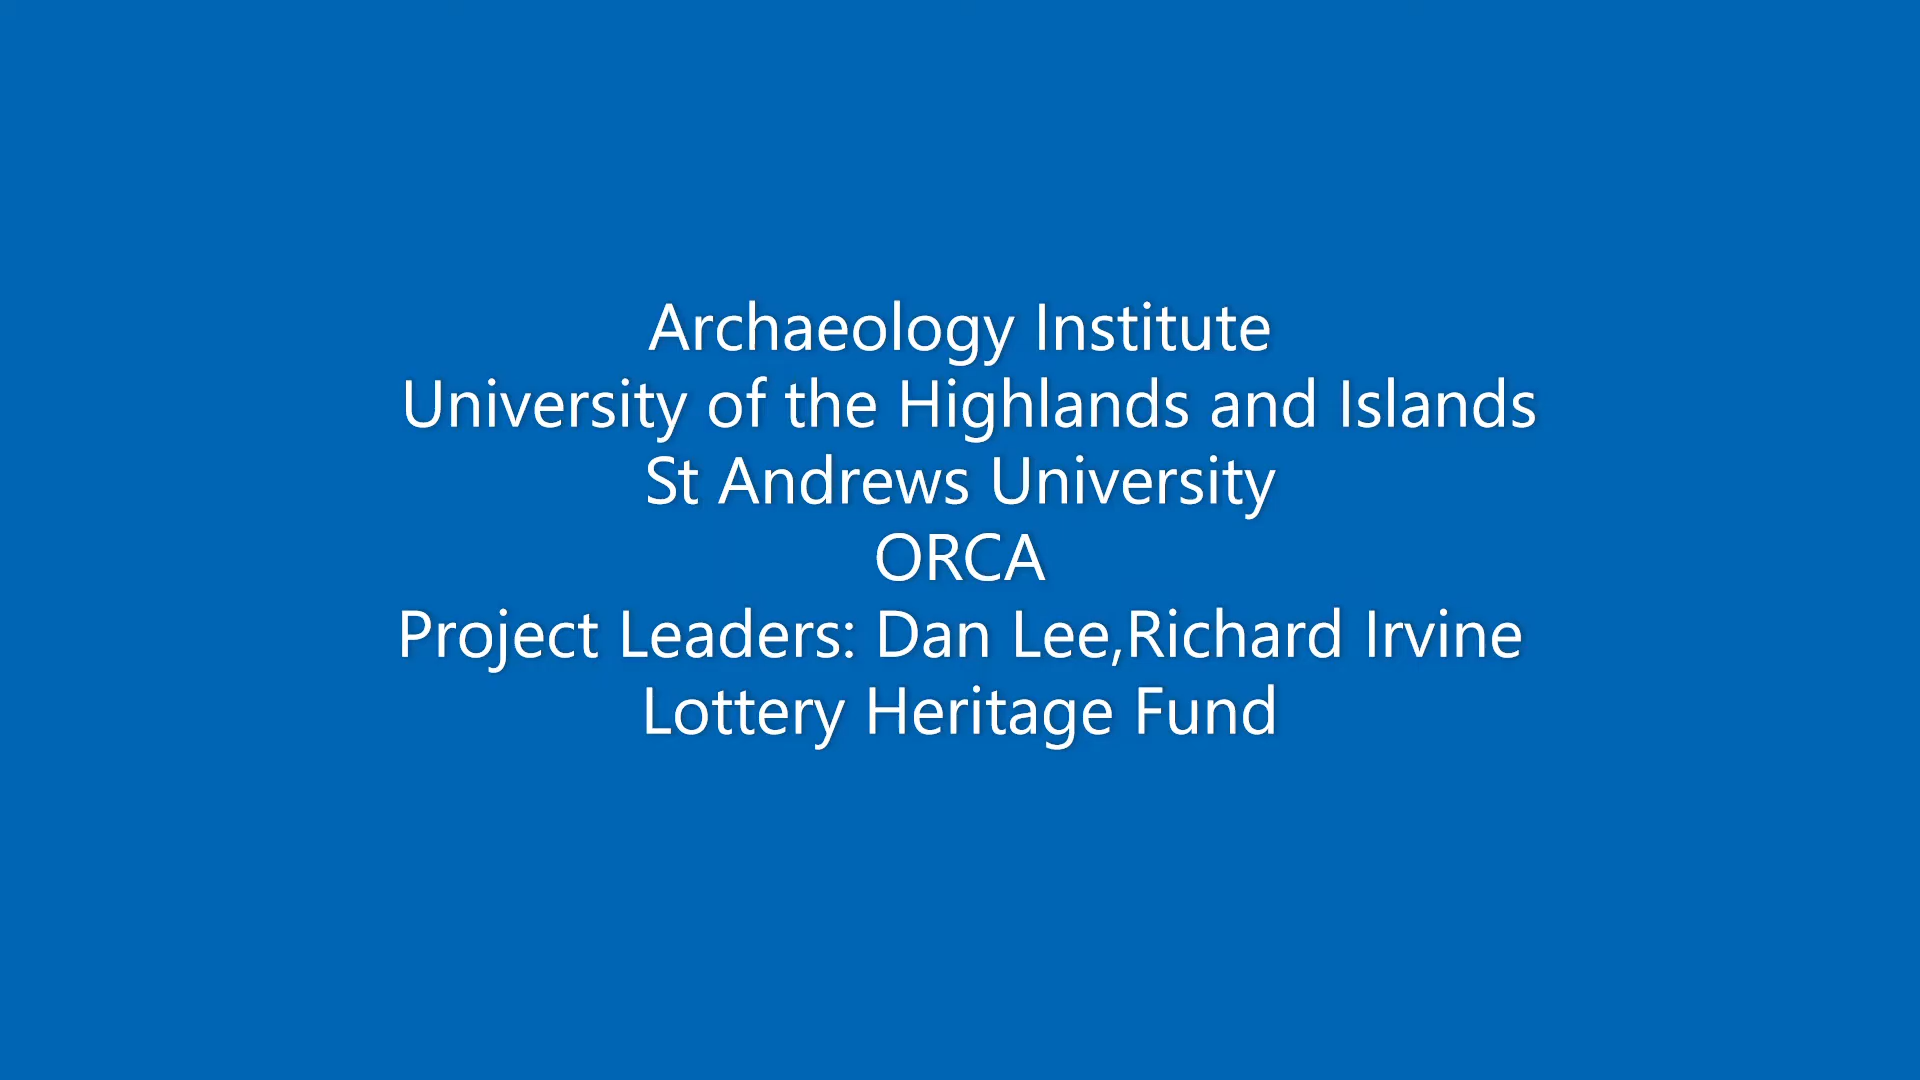 Archaeology Institute
University of the Highlands and Islands
St Andrews University
ORCA
Project Leaders: Dan Lee,Richard Irvine
Lottery Heritage Fund